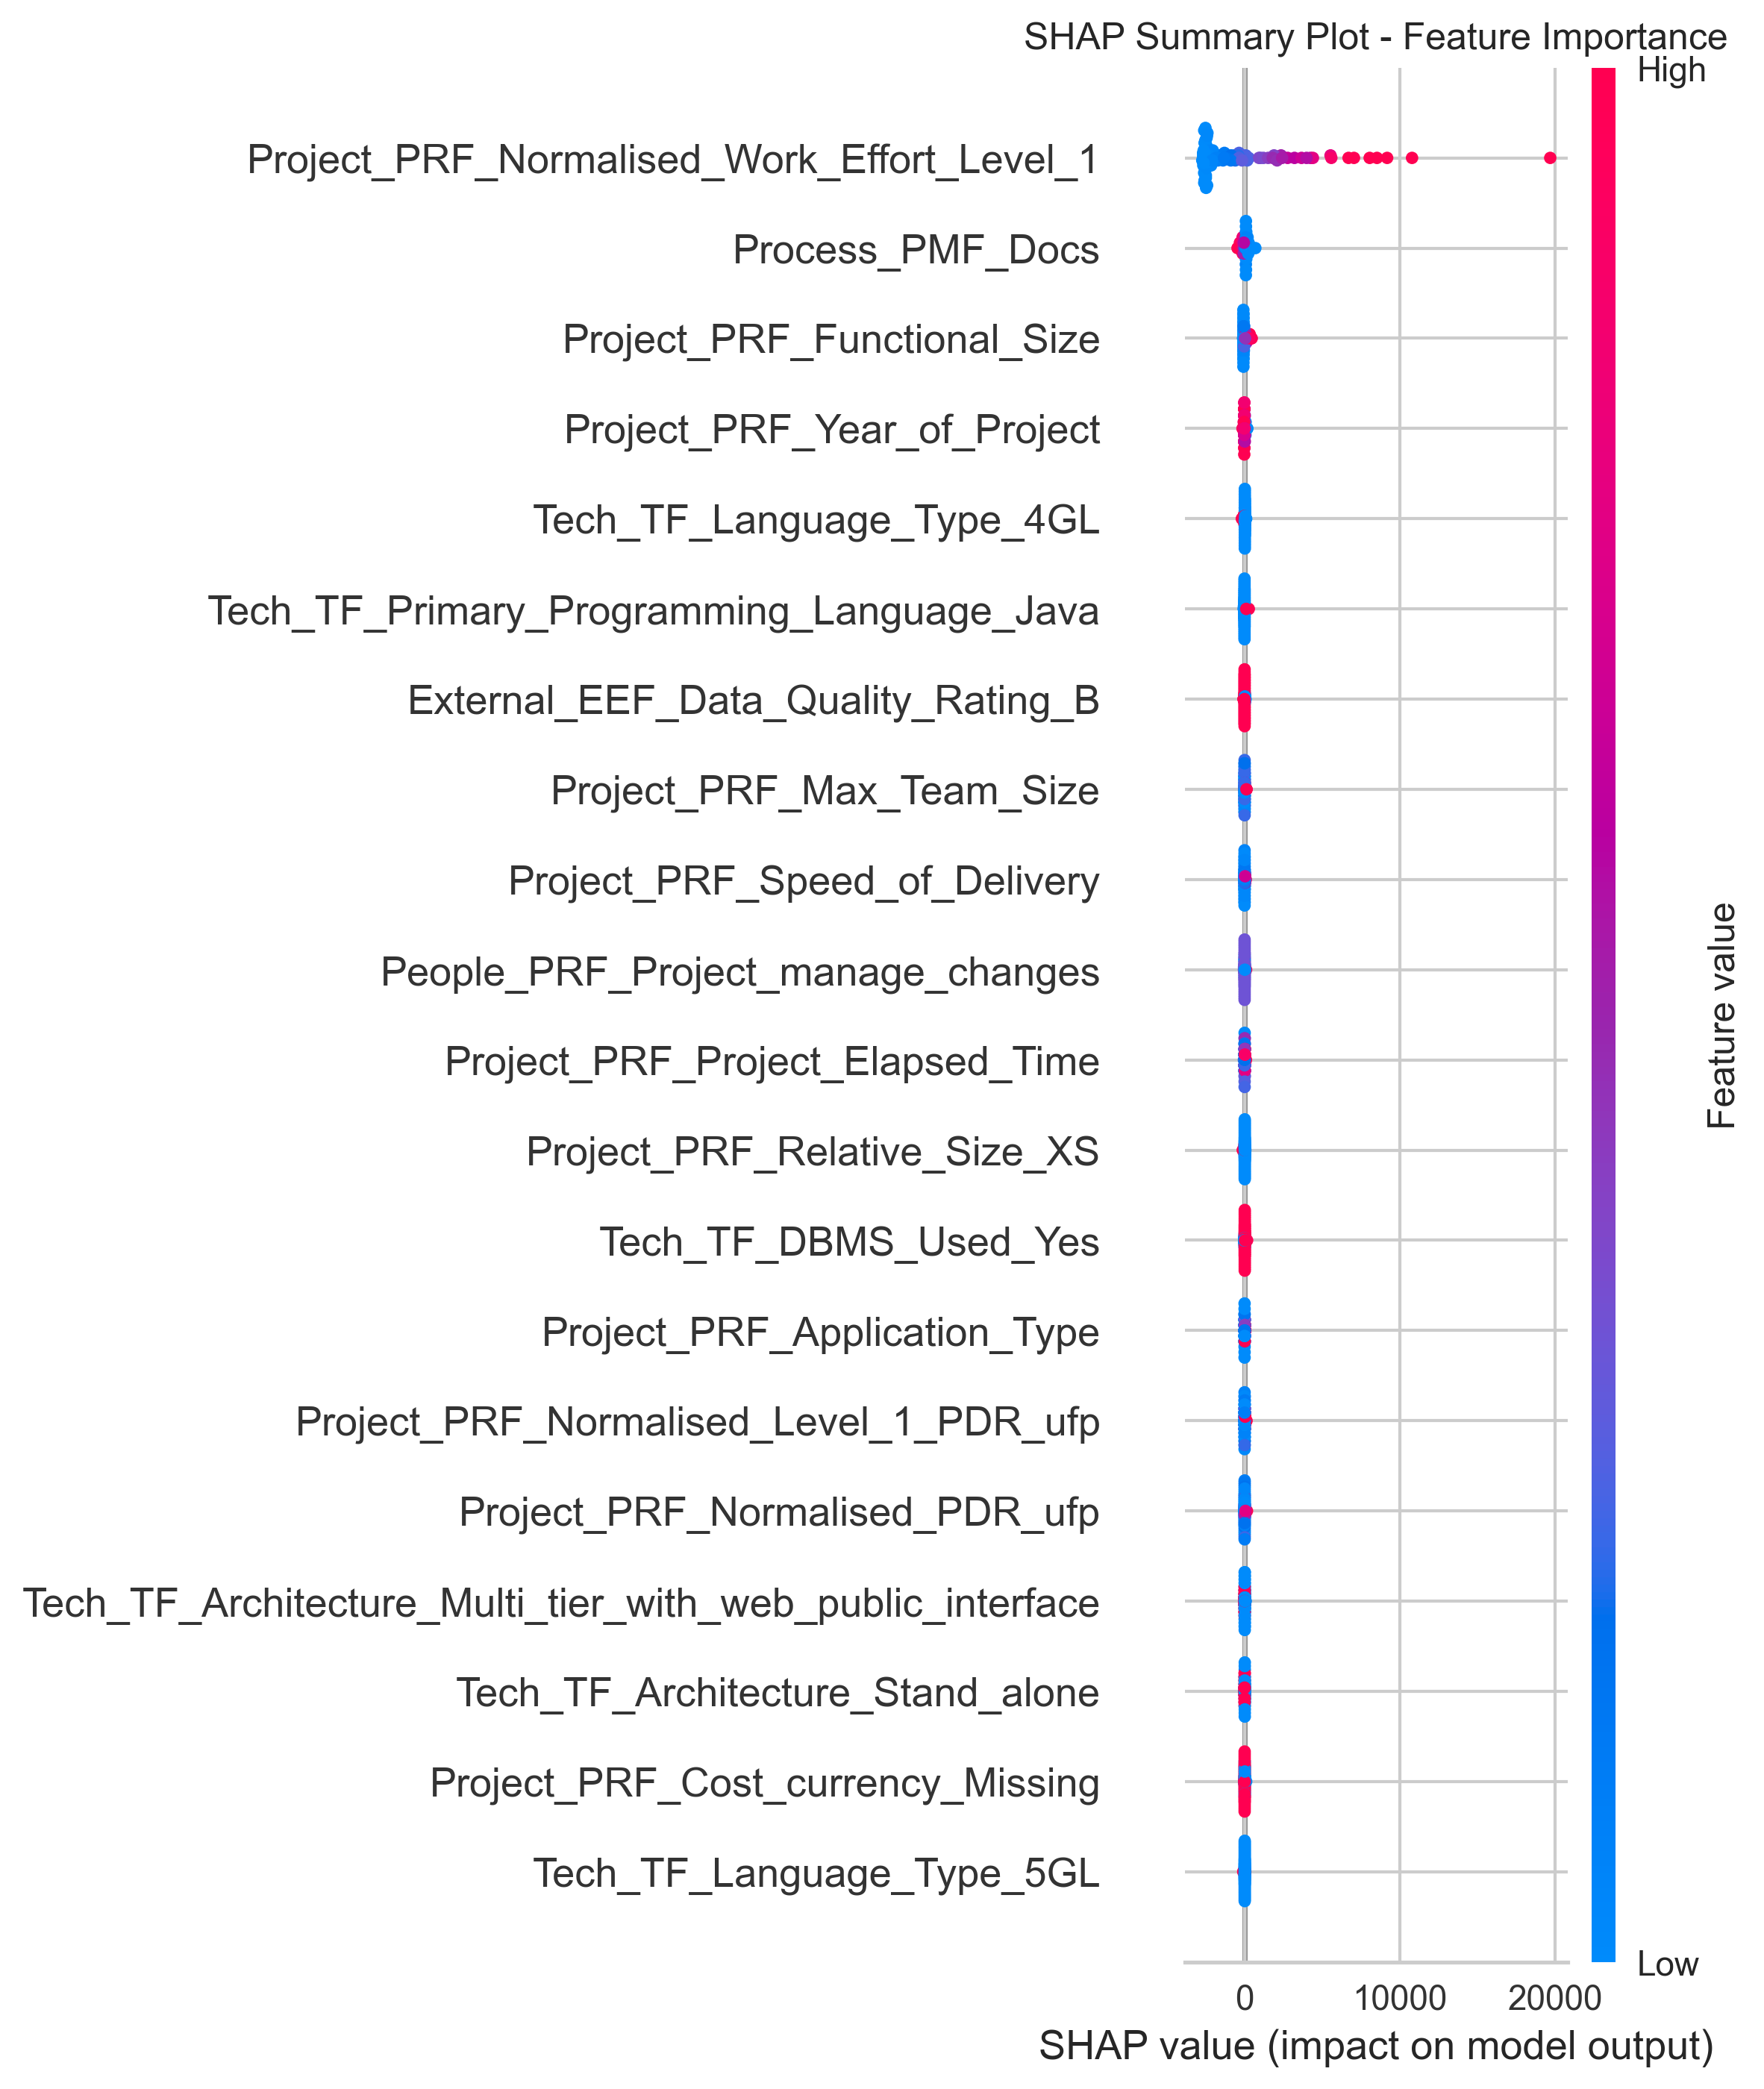 SHAP Summary Plot - Feature Importance
High
Project_PRF_Normalised_Work_Effort_Level_1
Process_PMF_Docs
Project_PRF_Functional_Size
Project_PRF_Year_of_Project
Tech_TF_Language_Type_4GL
Tech_TF_Primary_Programming_Language_Java
External_EEF_Data_Quality_Rating_B
Project_PRF_Max_Team_Size
Project_PRF_Speed_of_Delivery
People_PRF_Project_manage_changes
Project_PRF_Project_Elapsed_Time
Project_PRF_Relative_Size_XS
Tech_TF_DBMS_Used_Yes
Project_PRF_Application_Type
Project_PRF_Normalised_Level_1_PDR_ufp
Project_PRF_Normalised_PDR_ufp
Tech_TF_Architecture_Multi_tier_with_web_public_interface
Tech_TF_Architecture_Stand_alone
Project_PRF_Cost_currency_Missing
Tech_TF_Language_Type_5GL
Feature value
Low
0 10000 20000
SHAP value (impact on model output)